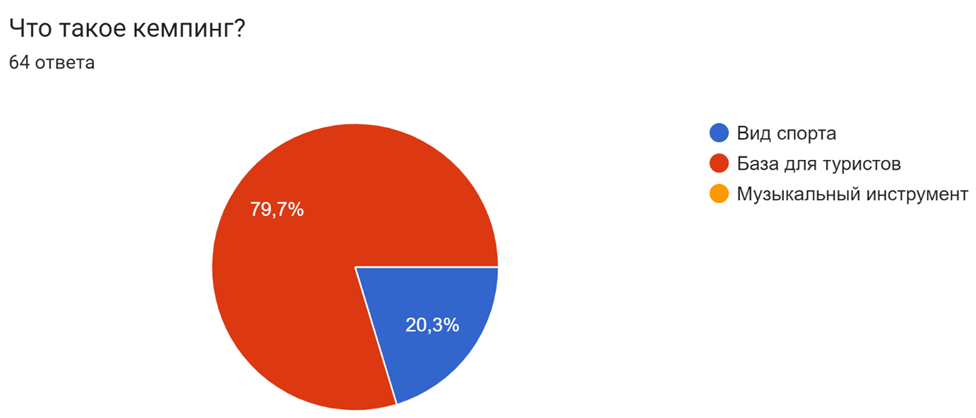 Что такое кемпинг?
64 ответа
Вид спорта
База для туристов
Музыкальный инструмент
79,7%
20,3%